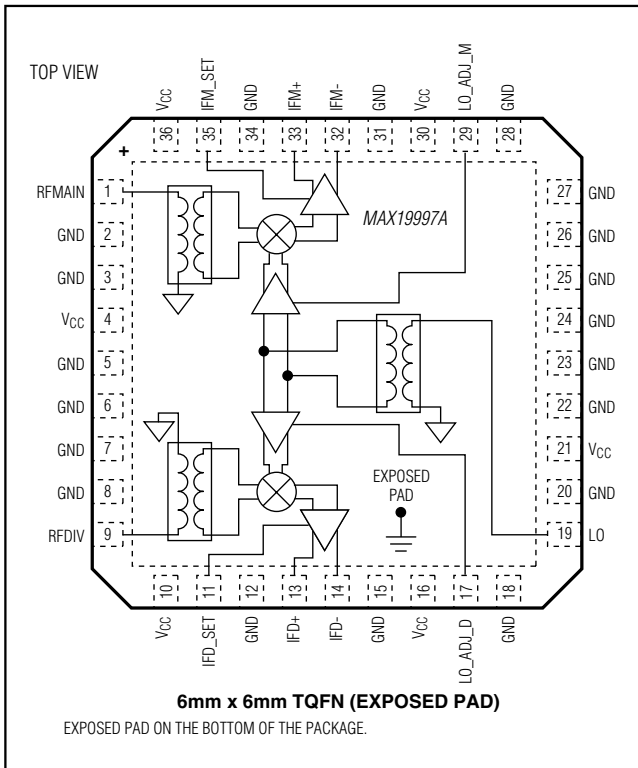 TOP VIEW
VCC
IFM_SET
GND
IFM+
IFM-
GND
VCC
LO_ADJ_M
GND
36
35
34
33
32
31
30
29
28
+
MAX19997A
RFMAIN 1
GND 2
GND 3
VCC 4
GND 5
GND 6
GND 7
GND 8
RFDIV 9
27 GND
26 GND
25 GND
24 GND
23 GND
22 GND
21 VCC
20 GND
19 LO
EXPOSED
PAD
10
11
12
13
14
15
16
17
18
VCC
IFD_SET
GND
IFD+
IFD-
GND
VCC
LO_ADJ_D
GND
6mm x 6mm TQFN (EXPOSED PAD)
EXPOSED PAD ON THE BOTTOM OF THE PACKAGE.